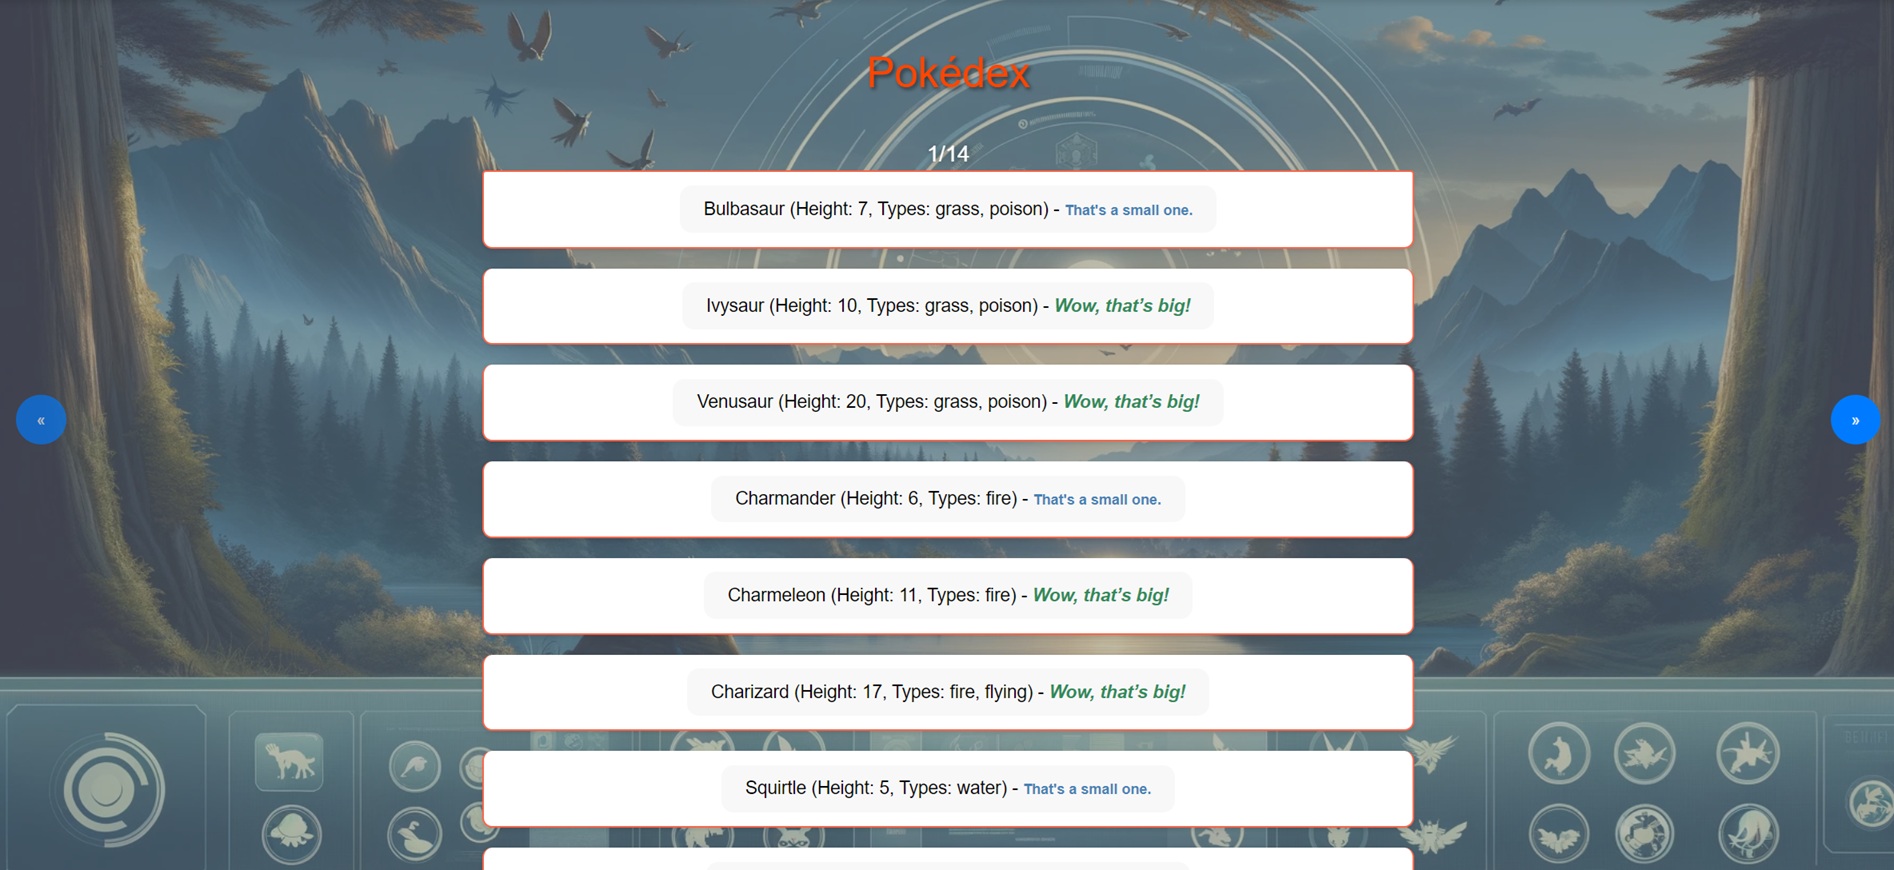 Pokédex
1/14
Bulbasaur (Height: 7, Types: grass, poison) - That's a small one.
Ivysaur (Height: 10, Types: grass, poison) - Wow, that’s big!
Venusaur (Height: 20, Types: grass, poison) - Wow, that’s big!
Charmander (Height: 6, Types: fire) - That's a small one.
Charmeleon (Height: 11, Types: fire) - Wow, that’s big!
«
»
Charizard (Height: 17, Types: fire, flying) - Wow, that’s big!
Squirtle (Height: 5, Types: water) - That's a small one.